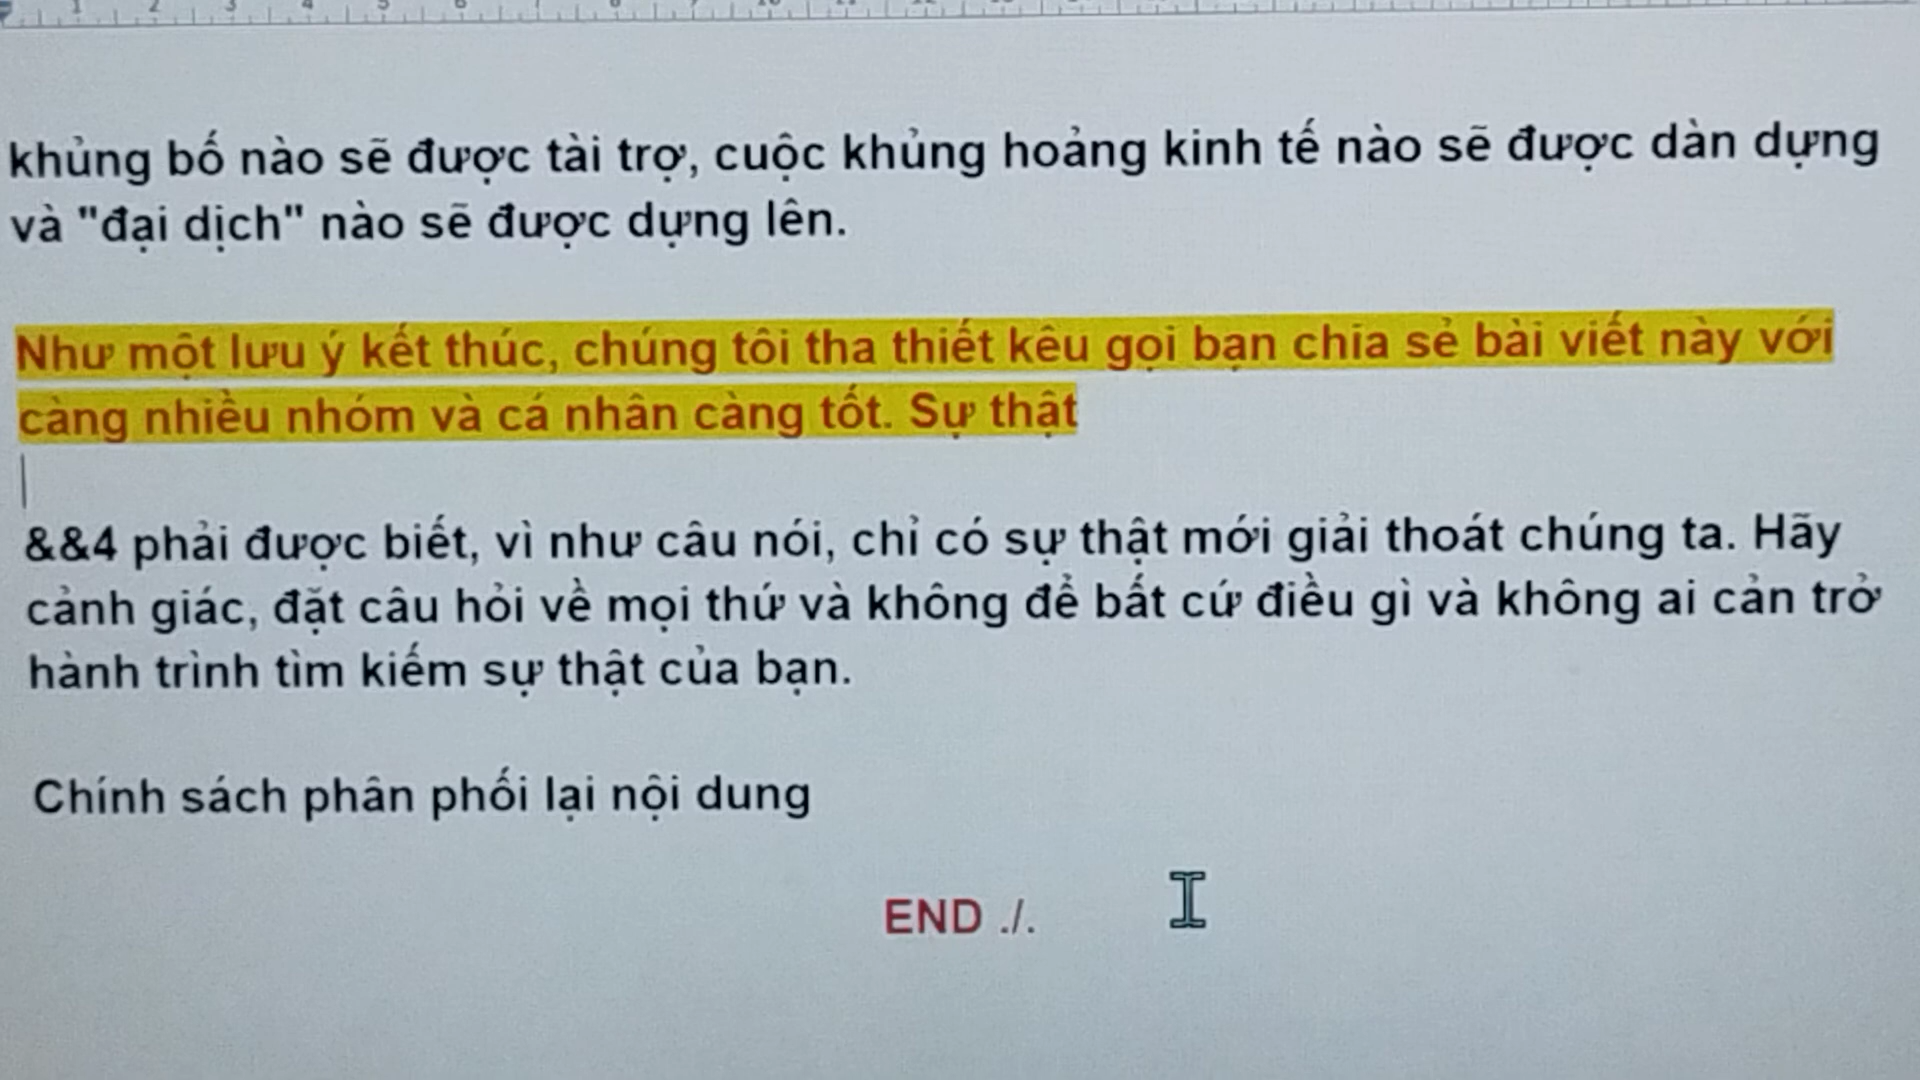 khủng bố nào sẽ được tài trợ, cuộc khủng hoảng kinh tế nào sẽ được dàn dựng
và "đại dịch" nào sẽ được dựng lên.
Như một lưu ý kết thúc, chúng tôi tha thiết kêu gọi bạn chia sẻ bài viết này với
càng nhiều nhóm và cá nhân càng tốt. Sự thật
&&4 phải được biết, vì như câu nói, chỉ có sự thật mới giải thoát chúng ta. Hãy
cảnh giác, đặt câu hỏi về mọi thứ và không để bất cứ điều gì và không ai cản trở
hành trình tìm kiếm sự thật của bạn.
Chính sách phân phối lại nội dung
END ./.